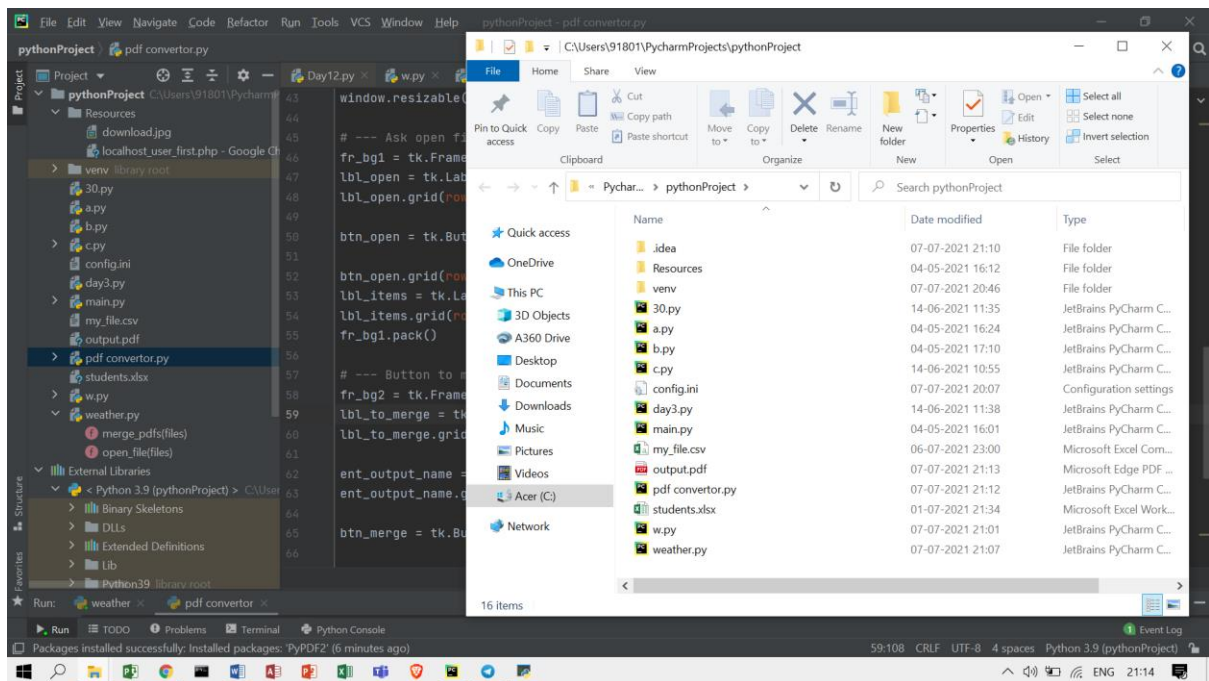 File Edit View Navigate Code Refactor Run Tools VCS Window Help pythonProject - pdf convertor.py
pythonProject pdf convertor.py
Project
Day12.py w.py
pythonProject C:\Users\91801\Pycharm
Resources
download.jpg
localhost_user_first.php - Google Ch
venv library root
30.py
a.py
b.py
c.py
config.ini
day3.py
main.py
my_file.csv
output.pdf
pdf convertor.py
students.xlsx
w.py
weather.py
merge_pdfs(files)
open_file(files)
External Libraries
< Python 3.9 (pythonProject) > C:\User
Binary Skeletons
DLLs
Extended Definitions
Lib
Python39 library root
Project
Structure
Favorites
43 window.resizable(
44
45 # --- Ask open fi
46 fr_bg1 = tk.Frame
47 lbl_open = tk.Lab
48 lbl_open.grid(row
49
50 btn_open = tk.But
51
52 btn_open.grid(row
53 lbl_items = tk.La
54 lbl_items.grid(ro
55 fr_bg1.pack()
56
57 # --- Button to m
58 fr_bg2 = tk.Frame
59 lbl_to_merge = tk
60 lbl_to_merge.grid
61
62 ent_output_name =
63 ent_output_name.g
64
65 btn_merge = tk.Bu
66
C:\Users\91801\PycharmProjects\pythonProject
File Home Share View
Pin to Quick access
Copy
Paste
Cut
Copy path
Paste shortcut
Clipboard
Move to
Copy to
Delete
Rename
Organize
New folder
New
Properties
Open
Edit
History
Open
Select all
Select none
Invert selection
Select
« Pychar... > pythonProject >
Search pythonProject
Quick access
OneDrive
This PC
3D Objects
A360 Drive
Desktop
Documents
Downloads
Music
Pictures
Videos
Acer (C:)
Network
Name Date modified Type
.idea 07-07-2021 21:10 File folder
Resources 04-05-2021 16:12 File folder
venv 07-07-2021 20:46 File folder
30.py 14-06-2021 11:35 JetBrains PyCharm C...
a.py 04-05-2021 16:24 JetBrains PyCharm C...
b.py 04-05-2021 17:10 JetBrains PyCharm C...
c.py 14-06-2021 10:55 JetBrains PyCharm C...
config.ini 07-07-2021 20:07 Configuration settings
day3.py 14-06-2021 11:38 JetBrains PyCharm C...
main.py 04-05-2021 16:01 JetBrains PyCharm C...
my_file.csv 06-07-2021 23:00 Microsoft Excel Com...
output.pdf 07-07-2021 21:13 Microsoft Edge PDF ...
pdf convertor.py 07-07-2021 21:12 JetBrains PyCharm C...
students.xlsx 01-07-2021 21:34 Microsoft Excel Work...
w.py 07-07-2021 21:01 JetBrains PyCharm C...
weather.py 07-07-2021 21:07 JetBrains PyCharm C...
16 items
Run: weather pdf convertor
Run TODO Problems Terminal Python Console 1 Event Log
Packages installed successfully: Installed packages: 'PyPDF2' (6 minutes ago) 59:108 CRLF UTF-8 4 spaces Python 3.9 (pythonProject)
ENG 21:14